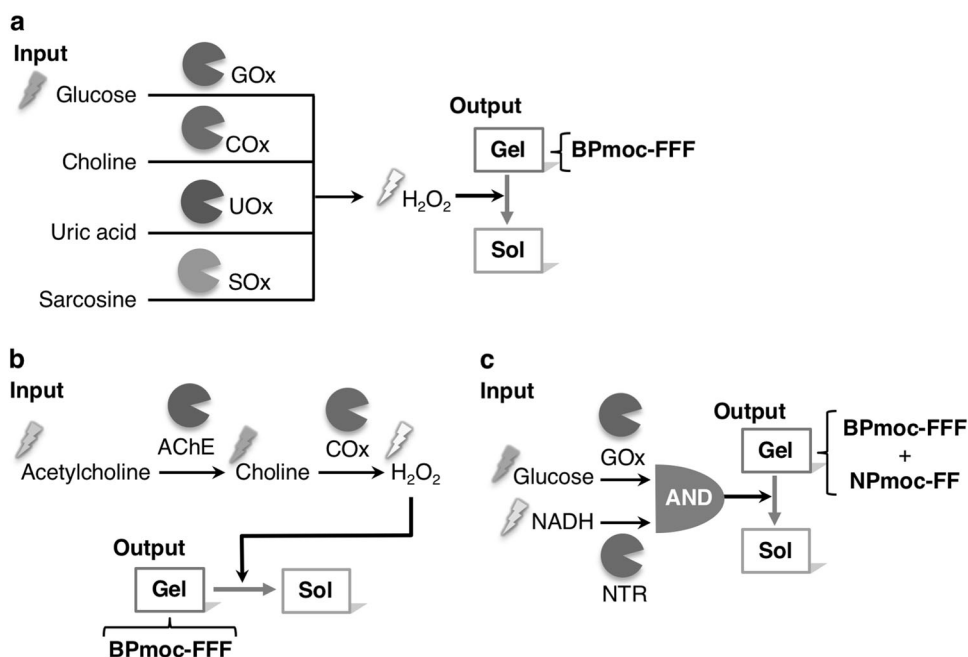 a
Input
Glucose
GOx
Choline
COx
Uric acid
UOx
Sarcosine
SOx
H₂O₂
Output
Gel
BPmoc-FFF
Sol
b
Input
Acetylcholine
AChE
Choline
COx
H₂O₂
Output
Gel
Sol
BPmoc-FFF
c
Input
GOx
Glucose
NADH
NTR
AND
Output
Gel
BPmoc-FFF
+
NPmoc-FF
Sol